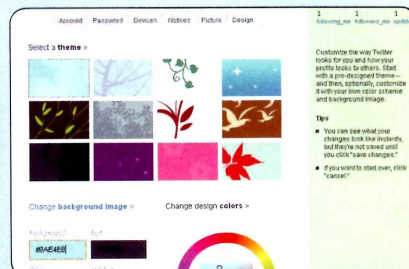 Account Password Devices Notices Picture Design
1 1 1
following_me followed_me
Select a theme »
Customize the way Twitter
looks for you and how your
profile looks to others. Start
with a pre-designed theme—
and then, optionally, customize
it with your own color scheme
and background image.
Tips
You can see what your
changes look like instantly,
but they're not saved until
you click "save changes."
If you want to start over, click
"cancel."
Change background image »
Change design colors »
background text
#9AE4E8